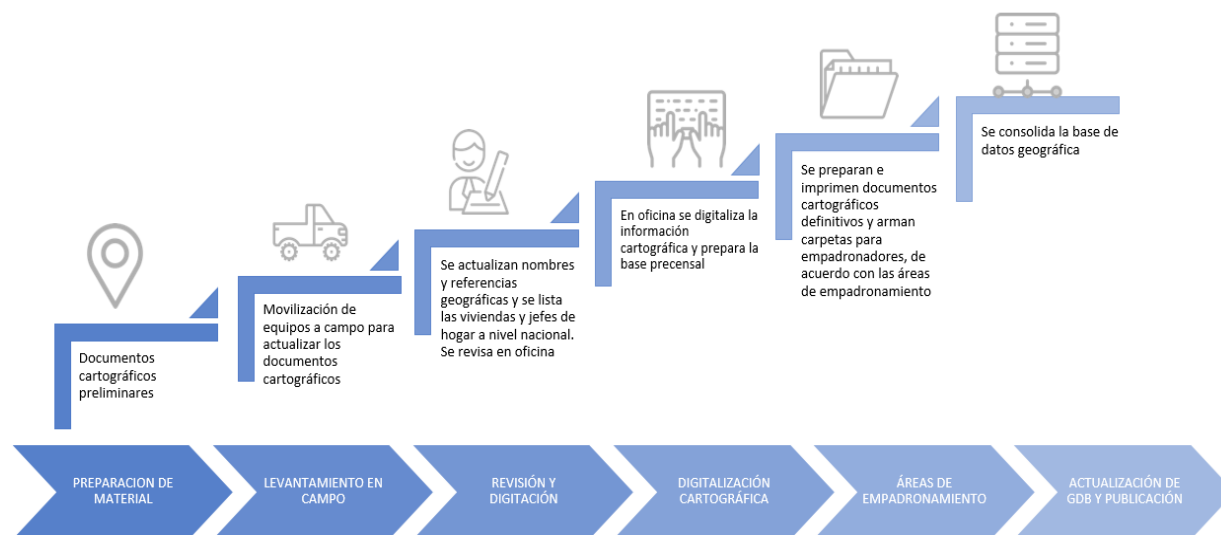 Documentos
cartográficos
preliminares
Movilización de
equipos a campo para
actualizar los
documentos
cartográficos
Se actualizan nombres
y referencias
geográficas y se lista
las viviendas y jefes de
hogar a nivel nacional.
Se revisa en oficina
En oficina se digitaliza la
información
cartográfica y prepara la
base precensal
Se preparan e
imprimen documentos
cartográficos
definitivos y arman
carpetas para
empadronadores, de
acuerdo con las áreas
de empadronamiento
Se consolida la base de
datos geográfica
PREPARACION DE
MATERIAL
LEVANTAMIENTO EN
CAMPO
REVISIÓN Y
DIGITACIÓN
DIGITALIZACIÓN
CARTOGRÁFICA
ÁREAS DE
EMPADRONAMIENTO
ACTUALIZACIÓN DE
GDB Y PUBLICACIÓN